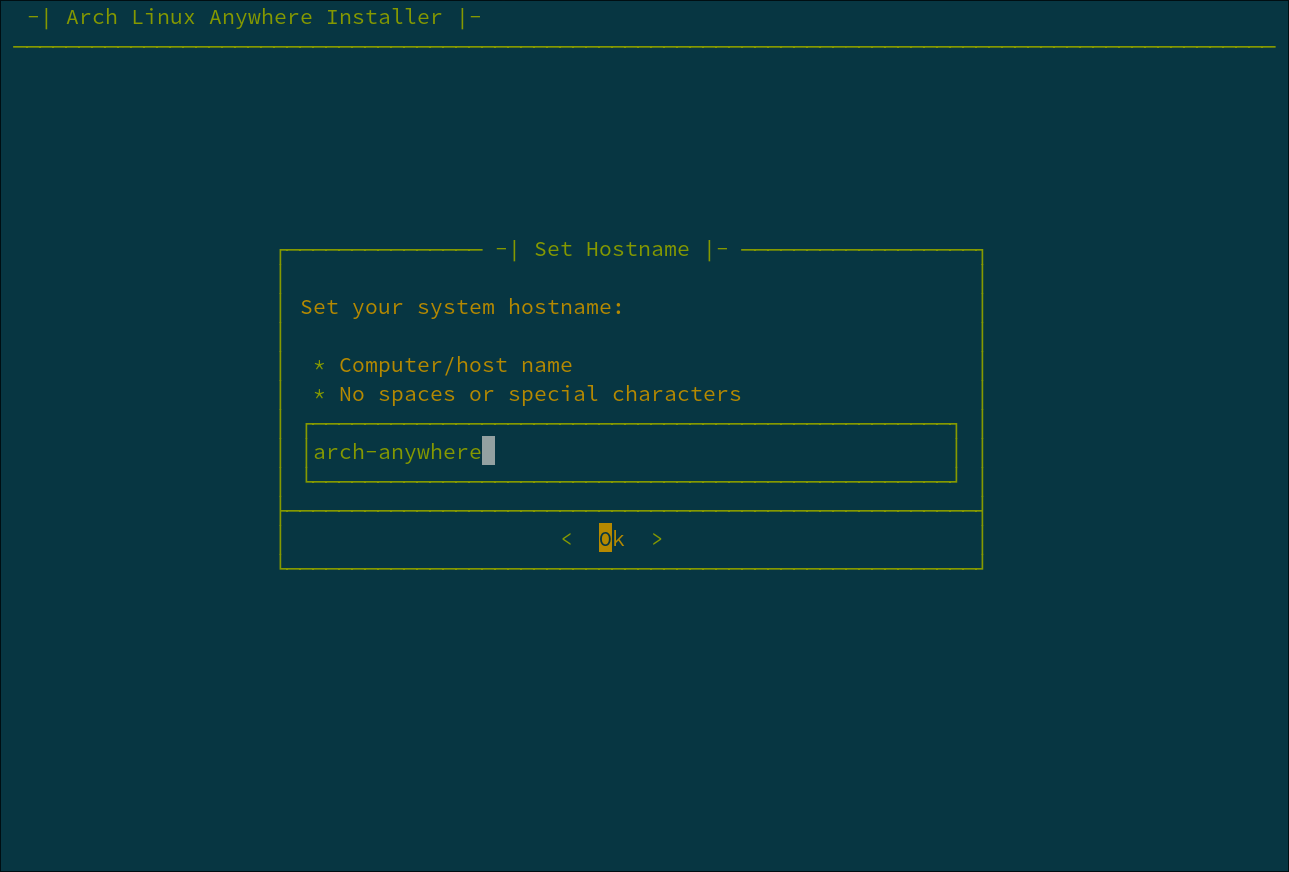 -| Arch Linux Anywhere Installer |-
-| Set Hostname |-
Set your system hostname:
* Computer/host name
* No spaces or special characters
arch-anywhere
< Ok >